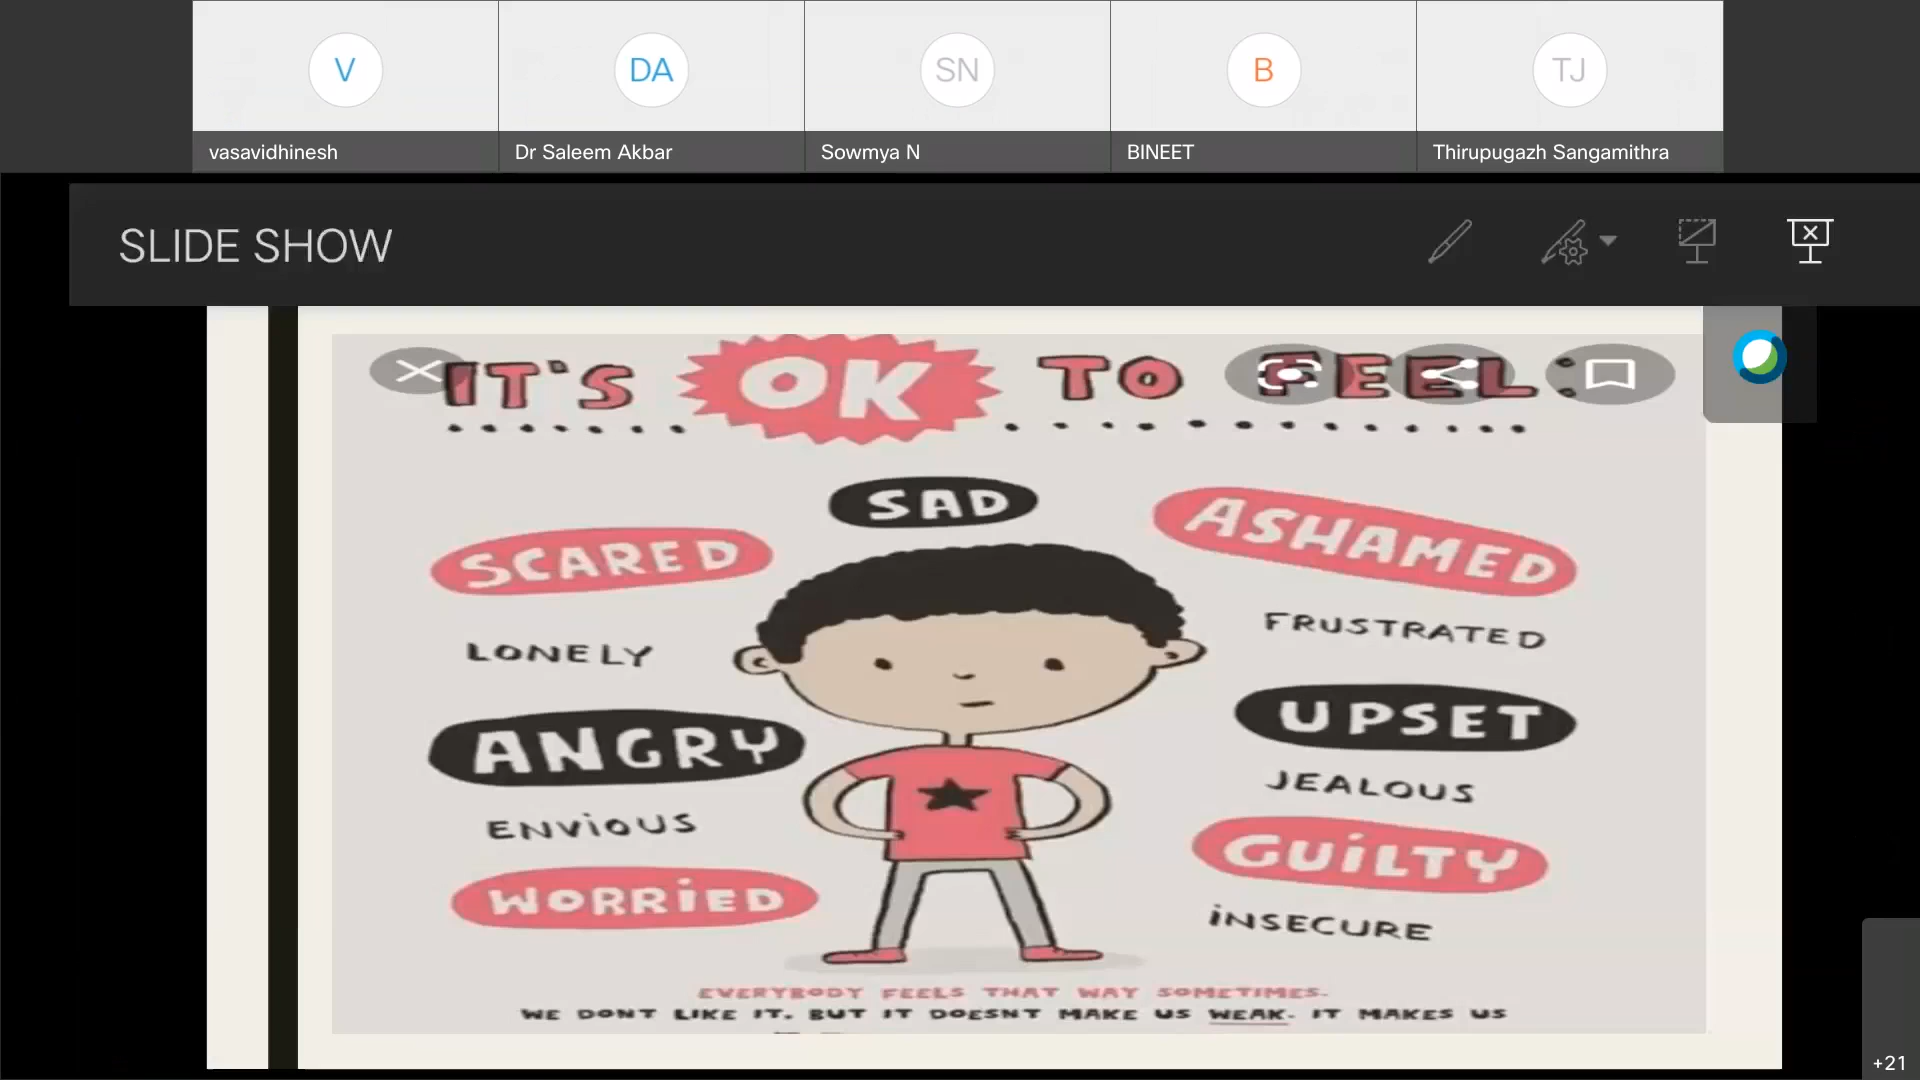 V
DA
SN
B
TJ
vasavidhinesh
Dr Saleem Akbar
Sowmya N
BINEET
Thirupugazh Sangamithra
SLIDE SHOW
IT'S OK TO FEEL:
SAD
SCARED
ASHAMED
LONELY
FRUSTRATED
ANGRY
UPSET
ENVIOUS
JEALOUS
WORRIED
GUILTY
INSECURE
EVERYBODY FEELS THAT WAY SOMETIMES.
WE DONT LIKE IT. BUT IT DOESNT MAKE US WEAK. IT MAKES US
+21